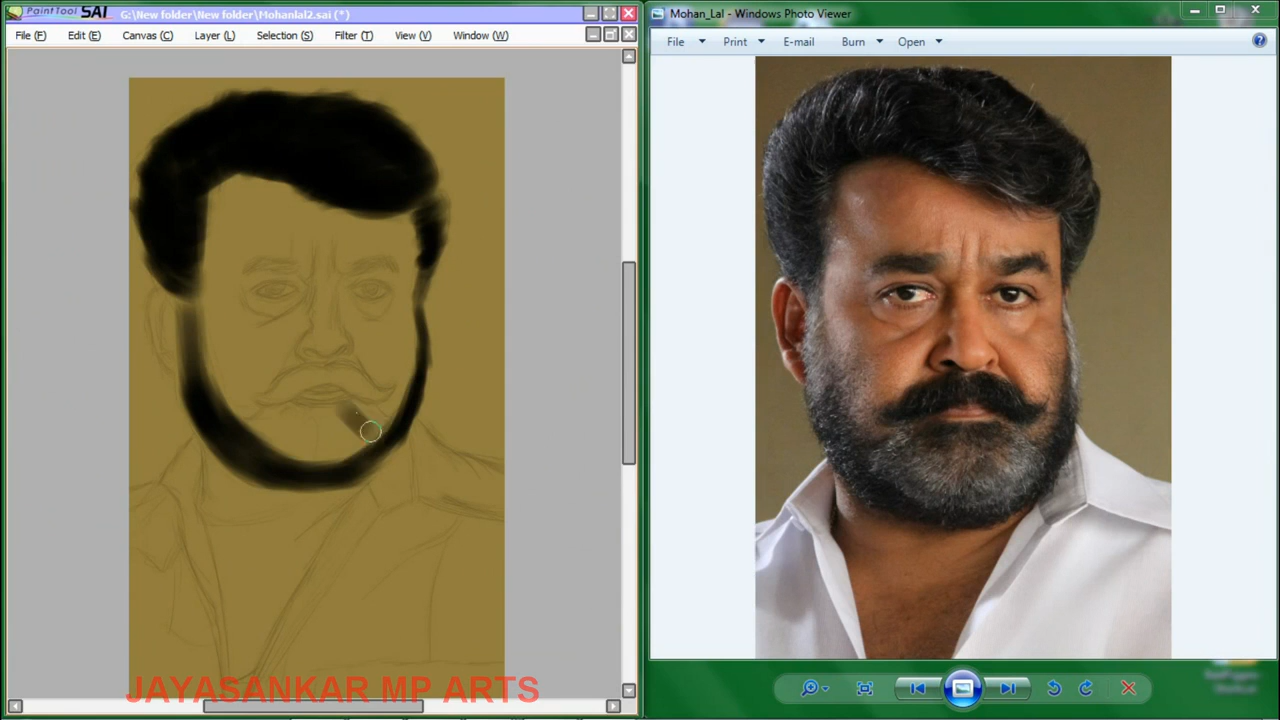 PaintTool SAI G:\New folder\New folder\Mohanlal2.sai (*)
File (F) Edit (E) Canvas (C) Layer (L) Selection (S) Filter (T) View (V) Window (W)
JAYASANKAR MP ARTS
Mohan_Lal - Windows Photo Viewer
File Print E-mail Burn Open